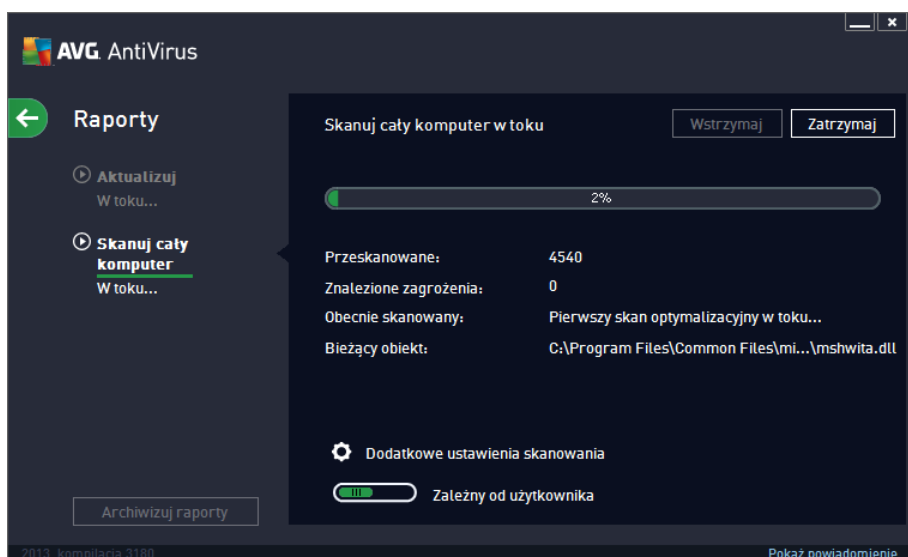 AVG. AntiVirus
Raporty
Aktualizuj
W toku...
Skanuj cały
komputer
W toku...
Archiwizuj raporty
Skanuj cały komputer w toku
Wstrzymaj
Zatrzymaj
2%
Przeskanowane: 4540
Znalezione zagrożenia: 0
Obecnie skanowany: Pierwszy skan optymalizacyjny w toku...
Bieżący obiekt: C:\Program Files\Common Files\mi...\mshwita.dll
Dodatkowe ustawienia skanowania
Zależny od użytkownika
2013 kompilacja 3180
Pokaż powiadomienie